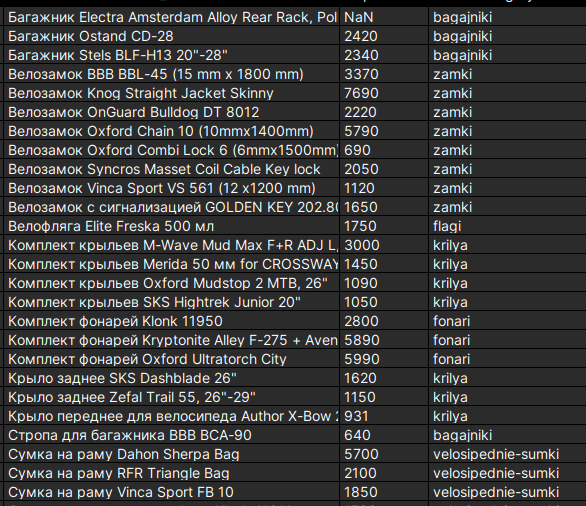 Багажник Electra Amsterdam Alloy Rear Rack, Pol NaN bagajniki
Багажник Ostand CD-28 2420 bagajniki
Багажник Stels BLF-H13 20"-28" 2340 bagajniki
Велозамок BBB BBL-45 (15 mm x 1800 mm) 3370 zamki
Велозамок Knog Straight Jacket Skinny 7690 zamki
Велозамок OnGuard Bulldog DT 8012 2220 zamki
Велозамок Oxford Chain 10 (10mmx1400mm) 5790 zamki
Велозамок Oxford Combi Lock 6 (6mmx1500mm) 690 zamki
Велозамок Syncros Masset Coil Cable Key lock 2050 zamki
Велозамок Vinca Sport VS 561 (12 x1200 mm) 1120 zamki
Велозамок с сигнализацией GOLDEN KEY 202.80 1650 zamki
Велофляга Elite Freska 500 мл 1750 flagi
Комплект крыльев M-Wave Mud Max F+R ADJ L, 3000 krilya
Комплект крыльев Merida 50 мм for CROSSWAY 1450 krilya
Комплект крыльев Oxford Mudstop 2 MTB, 26" 1090 krilya
Комплект крыльев SKS Hightrek Junior 20" 1050 krilya
Комплект фонарей Klonk 11950 2800 fonari
Комплект фонарей Kryptonite Alley F-275 + Aven 5890 fonari
Комплект фонарей Oxford Ultratorch City 5990 fonari
Крыло заднее SKS Dashblade 26" 1620 krilya
Крыло заднее Zefal Trail 55, 26"-29" 1150 krilya
Крыло переднее для велосипеда Author X-Bow 2 931 krilya
Стропа для багажника BBB BCA-90 640 bagajniki
Сумка на раму Dahon Sherpa Bag 5700 velosipednie-sumki
Сумка на раму RFR Triangle Bag 2100 velosipednie-sumki
Сумка на раму Vinca Sport FB 10 1850 velosipednie-sumki